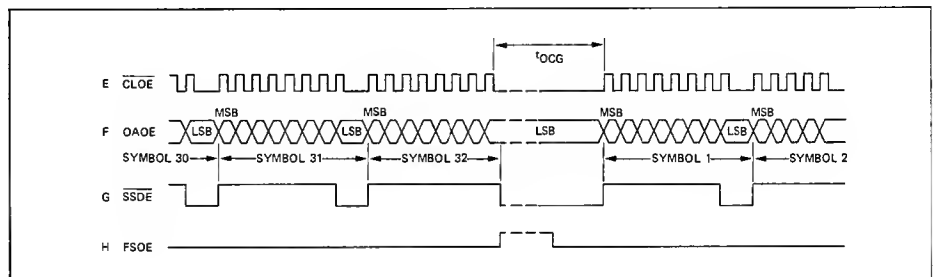 tOCG
E CLOE
MSB MSB MSB MSB
F OAOE LSB LSB LSB LSB
SYMBOL 30 SYMBOL 31 SYMBOL 32 SYMBOL 1 SYMBOL 2
G SSDE
H FSOE